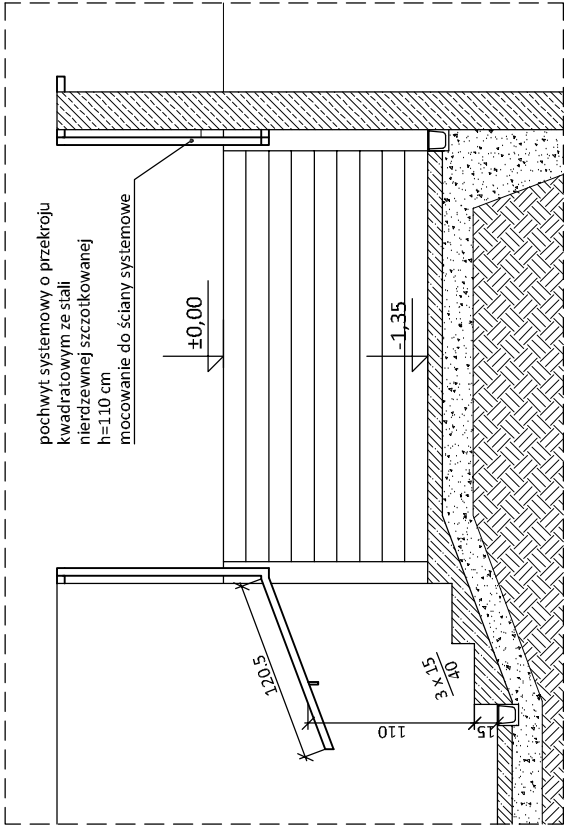 pochwyt systemowy o przekroju
kwadratowym ze stali
nierdzewnej szczotkowanej
h=110 cm
mocowanie do ściany systemowe
±0,00
-1,35
120.5
3 x 15
40
110
15